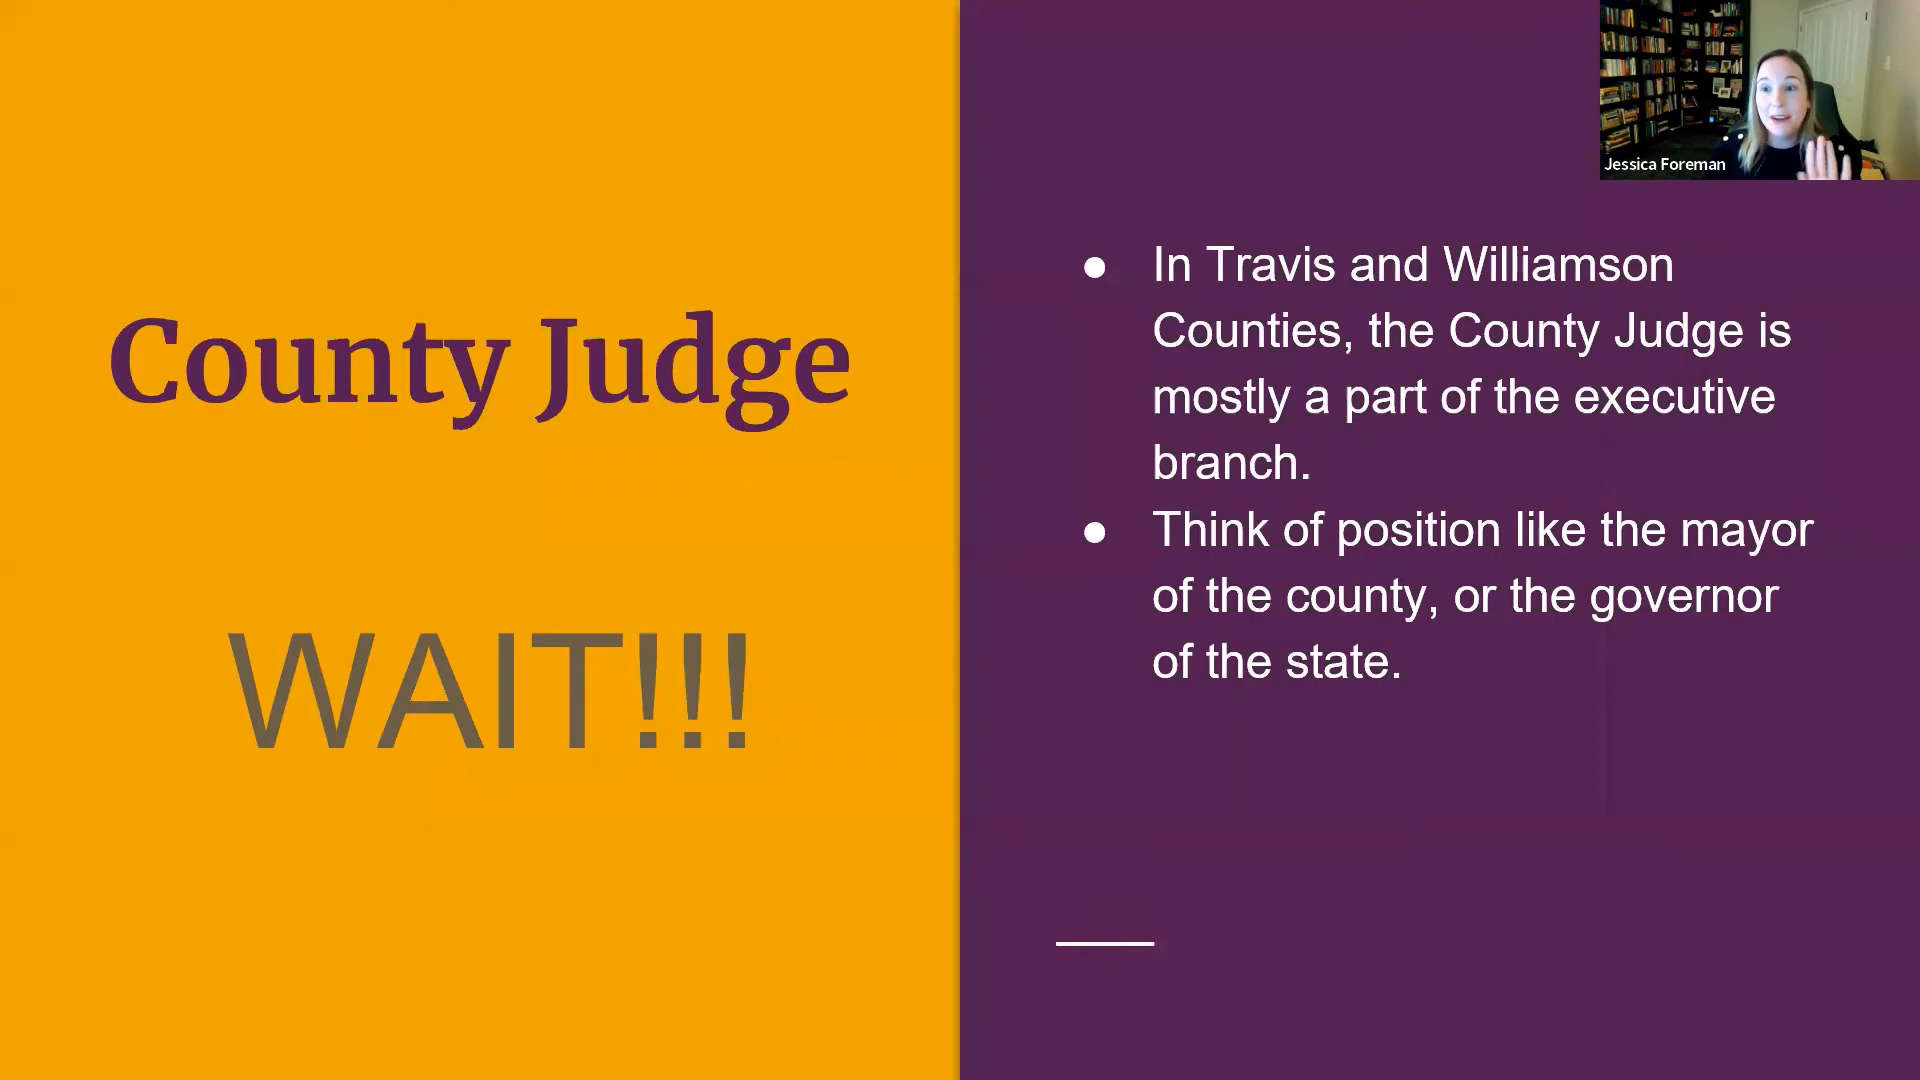 County Judge
WAIT!!!
● In Travis and Williamson
Counties, the County Judge is
mostly a part of the executive
branch.
● Think of position like the mayor
of the county, or the governor
of the state.
Jessica Foreman